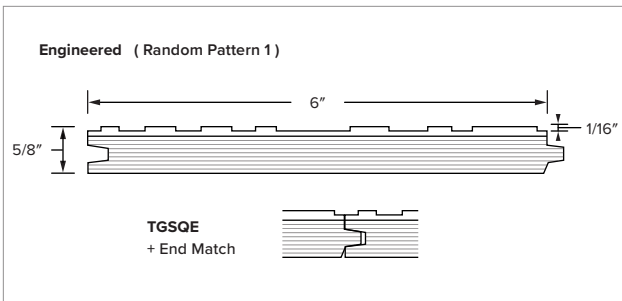 Engineered ( Random Pattern 1 )
6″
1/16″
5/8″
TGSQE
+ End Match